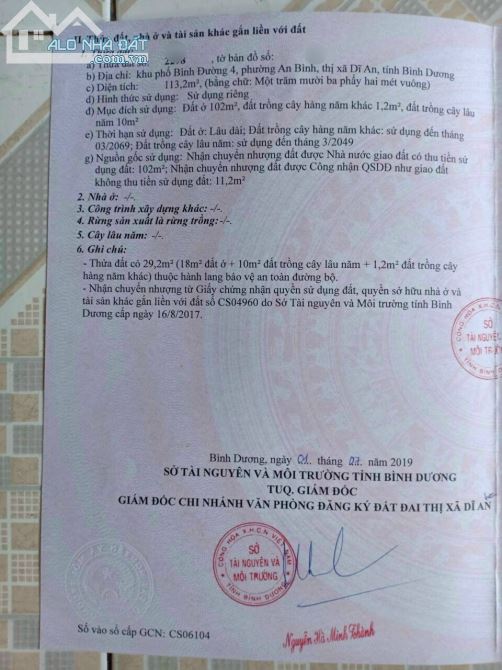 ALO NHÀ ĐẤT
II. Thửa đất, nhà ở và tài sản khác gắn liền với đất
1. Thửa đất:
a) Thửa đất số: , tờ bản đồ số:
b) Địa chỉ: khu phố Bình Đường 4, phường An Bình, thị xã Dĩ An, tỉnh Bình Dương
c) Diện tích: 113,2m², (bằng chữ: Một trăm mười ba phẩy hai mét vuông)
d) Hình thức sử dụng: Sử dụng riêng
đ) Mục đích sử dụng: Đất ở 102m², đất trồng cây hàng năm khác 1,2m², đất trồng cây lâu
năm 10m²
e) Thời hạn sử dụng: Đất ở: Lâu dài; Đất trồng cây hàng năm khác: sử dụng đến tháng
03/2069; Đất trồng cây lâu năm: sử dụng đến tháng 3/2049
g) Nguồn gốc sử dụng: Nhận chuyển nhượng đất được Nhà nước giao đất có thu tiền sử
dụng đất: 102m²; Nhận chuyển nhượng đất được Công nhận QSDĐ như giao đất
không thu tiền sử dụng đất: 11,2m²
2. Nhà ở: -/-.
3. Công trình xây dựng khác: -/-.
4. Rừng sản xuất là rừng trồng: -/-.
5. Cây lâu năm: -/-.
6. Ghi chú:
- Thửa đất có 29,2m² (18m² đất ở + 10m² đất trồng cây lâu năm + 1,2m² đất trồng cây
hàng năm khác) thuộc hành lang bảo vệ an toàn đường bộ.
- Nhận chuyển nhượng từ Giấy chứng nhận quyền sử dụng đất, quyền sở hữu nhà ở và
tài sản khác gắn liền với đất số CS04960 do Sở Tài nguyên và Môi trường tỉnh Bình
Dương cấp ngày 16/8/2017.
SỞ
TÀI NGUYÊN
MÔI TRƯ
Bình Dương, ngày 01 tháng 07 năm 2019
SỞ TÀI NGUYÊN VÀ MÔI TRƯỜNG TỈNH BÌNH DƯƠNG
TUQ. GIÁM ĐỐC
GIÁM ĐỐC CHI NHÁNH VĂN PHÒNG ĐĂNG KÝ ĐẤT ĐAI THỊ XÃ DĨ AN
CỘNG HÒA X.H.C.N VIỆT NAM
SỞ
TÀI NGUYÊN VÀ
MÔI TRƯỜNG
TỈNH BÌNH DƯƠNG
Số vào sổ cấp GCN: CS06104
Nguyễn Hà Minh Thành